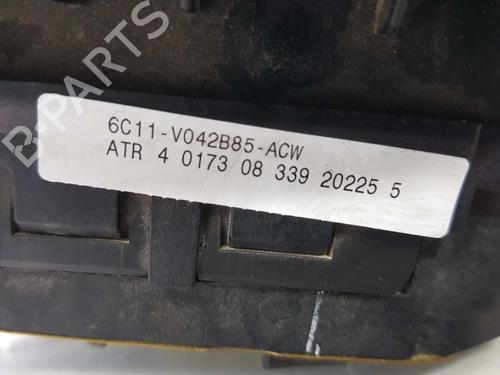 6C11-V042B85-ACW
ATR 4 0173 08 339 20225 5
B-PARTS